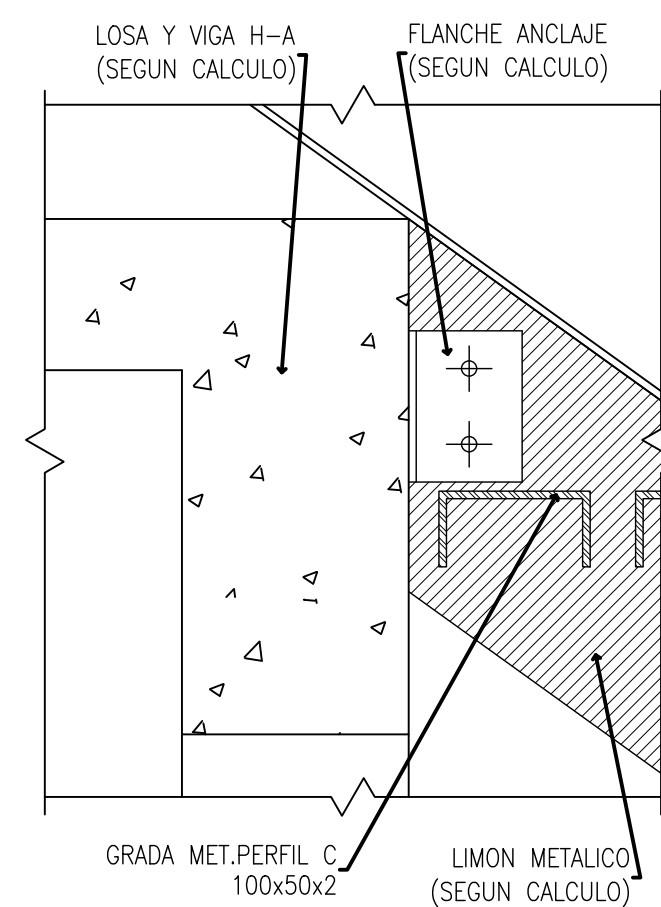 LOSA Y VIGA H-A
(SEGUN CALCULO)
FLANCHE ANCLAJE
(SEGUN CALCULO)
GRADA MET.PERFIL C
100x50x2
LIMON METALICO
(SEGUN CALCULO)